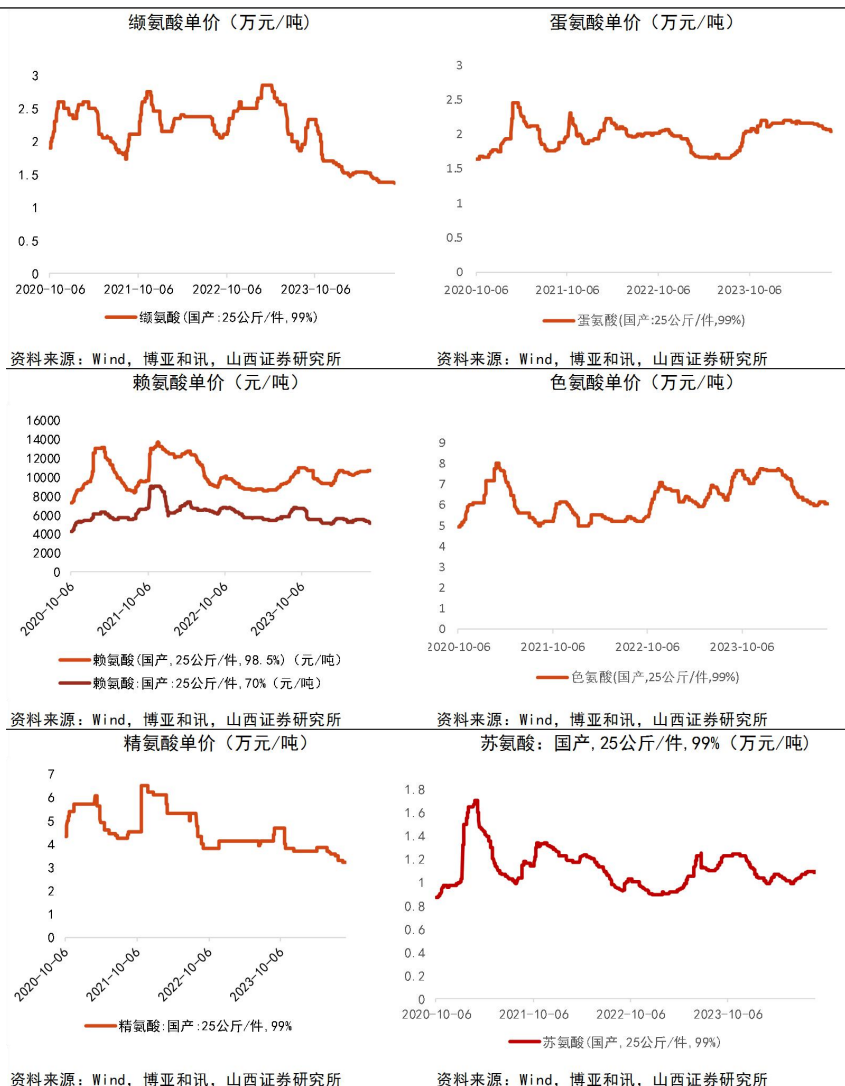 缬氨酸单价（万元/吨）
3
2.5
2
1.5
1
0.5
0
2020-10-06 2021-10-06 2022-10-06 2023-10-06
缬氨酸(国产:25公斤/件,99%)
资料来源：Wind，博亚和讯，山西证券研究所
蛋氨酸单价（万元/吨）
3
2.5
2
1.5
1
0.5
0
2020-10-06 2021-10-06 2022-10-06 2023-10-06
蛋氨酸(国产:25公斤/件,99%)
资料来源：Wind，博亚和讯，山西证券研究所
赖氨酸单价（元/吨）
16000
14000
12000
10000
8000
6000
4000
2000
0
2020-10-06 2021-10-06 2022-10-06 2023-10-06
赖氨酸(国产,25公斤/件,98.5%)（元/吨）
赖氨酸:国产:25公斤/件,70%（元/吨）
资料来源：Wind，博亚和讯，山西证券研究所
色氨酸单价（万元/吨）
9
8
7
6
5
4
3
2
1
0
2020-10-06 2021-10-06 2022-10-06 2023-10-06
色氨酸(国产,25公斤/件,99%)
资料来源：Wind，博亚和讯，山西证券研究所
精氨酸单价（万元/吨）
7
6
5
4
3
2
1
0
2020-10-06 2021-10-06 2022-10-06 2023-10-06
精氨酸:国产:25公斤/件,99%
资料来源：Wind，博亚和讯，山西证券研究所
苏氨酸：国产,25公斤/件,99%（万元/吨）
1.8
1.6
1.4
1.2
1
0.8
0.6
0.4
0.2
0
2020-10-06 2021-10-06 2022-10-06 2023-10-06
苏氨酸(国产,25公斤/件,99%)
资料来源：Wind，博亚和讯，山西证券研究所